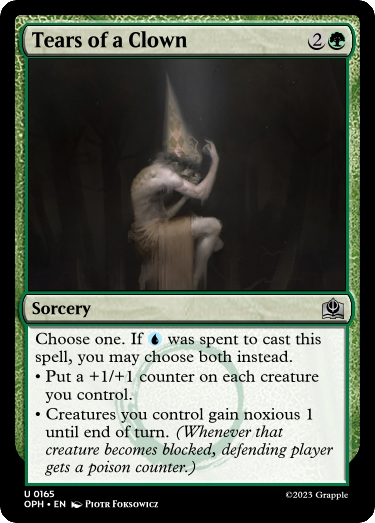 Tears of a Clown 2
Sorcery
Choose one. If was spent to cast this
spell, you may choose both instead.
• Put a +1/+1 counter on each creature
you control.
• Creatures you control gain noxious 1
until end of turn. (Whenever that
creature becomes blocked, defending player
gets a poison counter.)
U 0165
OPH • EN Piotr Foksowicz
©2023 Grapple